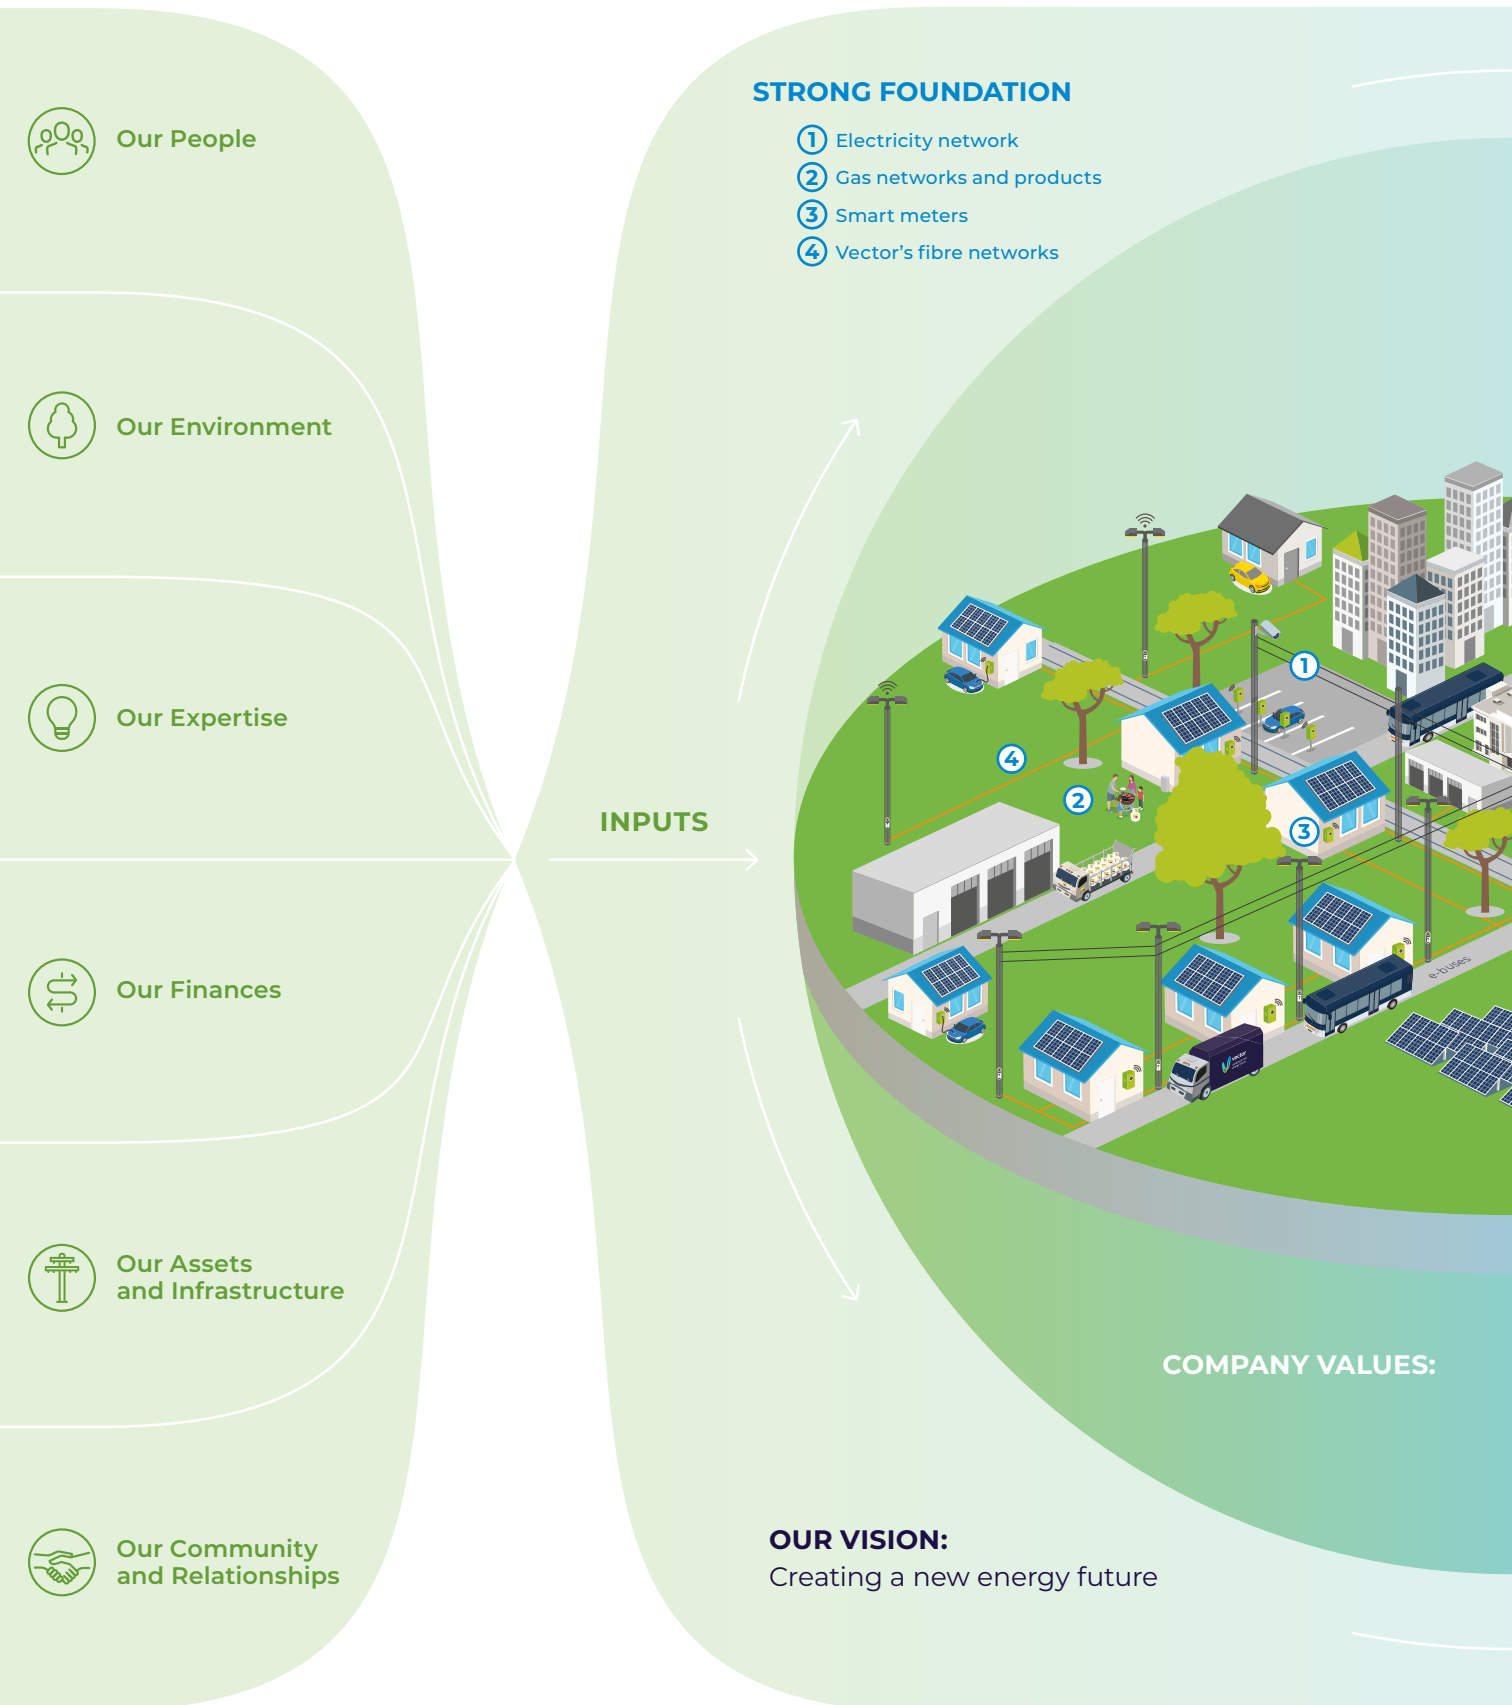 Our People
Our Environment
Our Expertise
Our Finances
Our Assets
and Infrastructure
Our Community
and Relationships
INPUTS
STRONG FOUNDATION
1 Electricity network
2 Gas networks and products
3 Smart meters
4 Vector's fibre networks
1
4
2
3
e-buses
vector
COMPANY VALUES:
OUR VISION:
Creating a new energy future